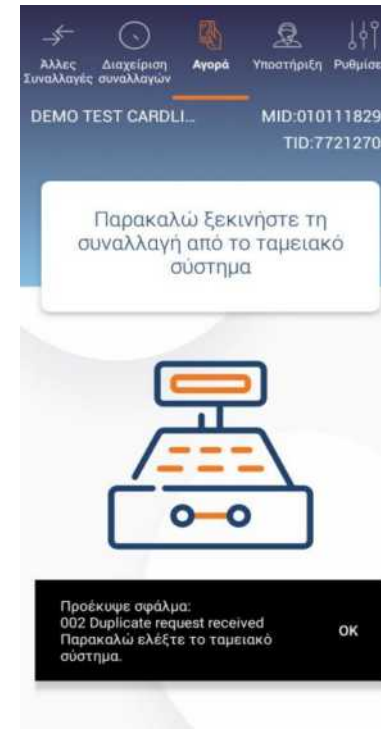 Άλλες Διαχείριση Αγορά Υποστήριξη Ρυθμίσε
Συναλλαγές συναλλαγών
DEMO TEST CARDLI... MID:010111829
TID:7721270
Παρακαλώ ξεκινήστε τη
συναλλαγή από το ταμειακό
σύστημα
Προέκυψε σφάλμα:
002 Duplicate request received
Παρακαλώ ελέξτε το ταμειακό
σύστημα.
OK